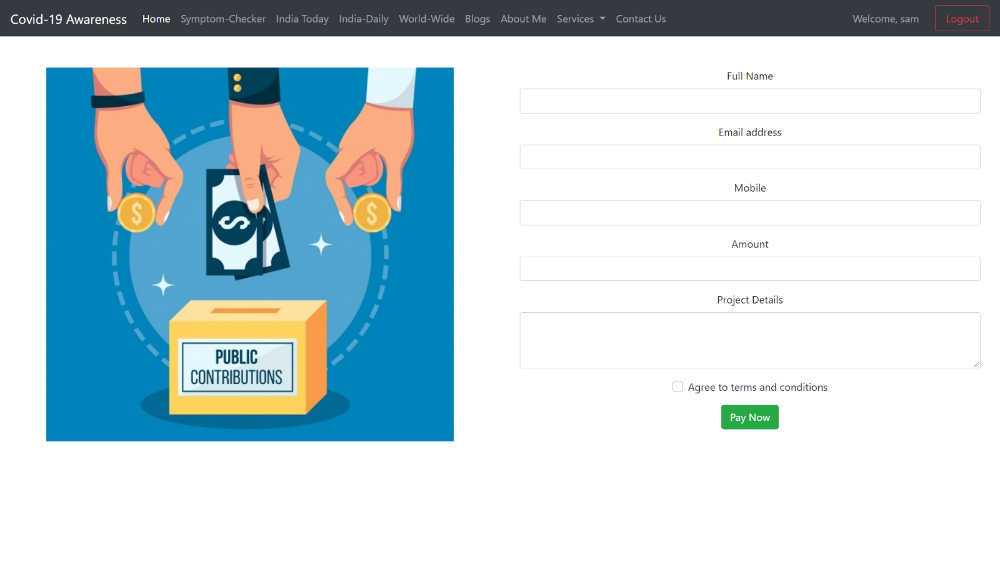 Covid-19 Awareness Home Symptom-Checker India Today India-Daily World-Wide Blogs About Me Services Contact Us Welcome, sam Logout
PUBLIC
CONTRIBUTIONS
Full Name
Email address
Mobile
Amount
Project Details
Agree to terms and conditions
Pay Now